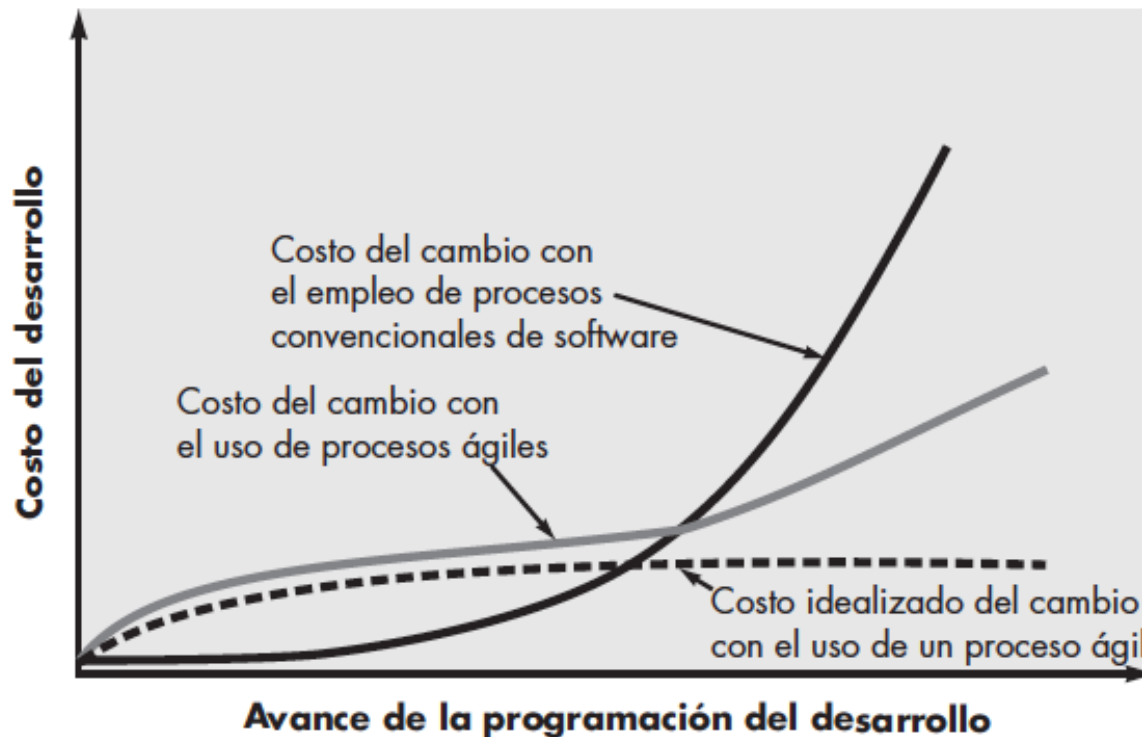 Costo del desarrollo
Costo del cambio con
el empleo de procesos
convencionales de software
Costo del cambio con
el uso de procesos ágiles
Costo idealizado del cambio
con el uso de un proceso ágil
Avance de la programación del desarrollo